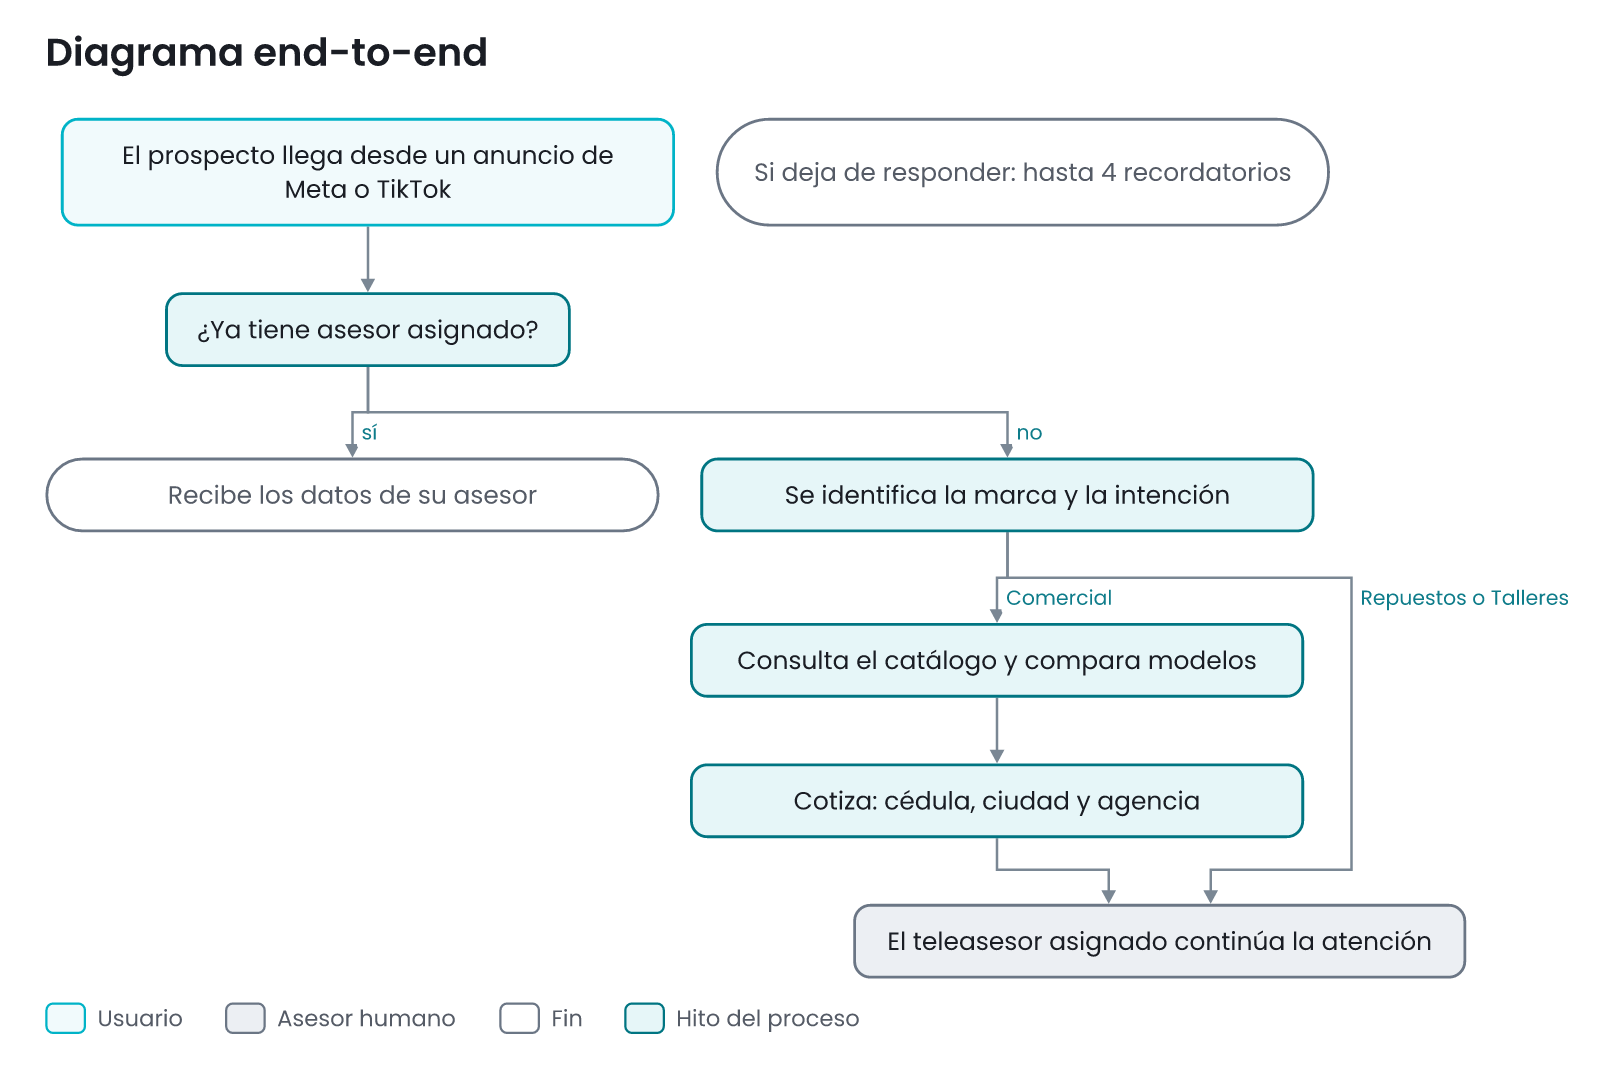 Diagrama end-to-end
El prospecto llega desde un anuncio de
Meta o TikTok
Si deja de responder: hasta 4 recordatorios
¿Ya tiene asesor asignado?
sí
no
Recibe los datos de su asesor
Se identifica la marca y la intención
Comercial
Repuestos o Talleres
Consulta el catálogo y compara modelos
Cotiza: cédula, ciudad y agencia
El teleasesor asignado continúa la atención
Usuario
Asesor humano
Fin
Hito del proceso